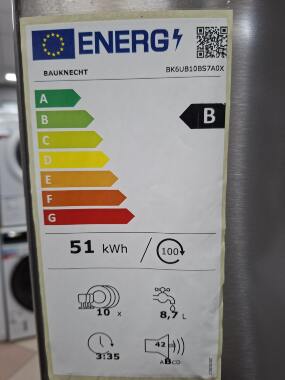 ENERG
BAUKNECHT BK6UB10BS7A0X
A
B
C
D
E
F
G
B
51 kWh / 100
10 x
8,7 L
3:35
42
ABCD